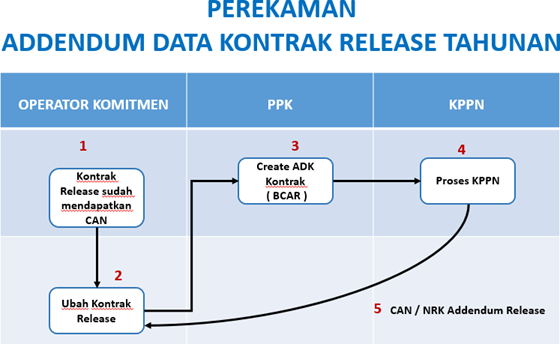 PEREKAMAN
ADDENDUM DATA KONTRAK RELEASE TAHUNAN
OPERATOR KOMITMEN
PPK
KPPN
1
Kontrak
Release sudah
mendapatkan
CAN
3
Create ADK
Kontrak
( BCAR )
4
Proses KPPN
2
Ubah Kontrak
Release
5 CAN / NRK Addendum Release